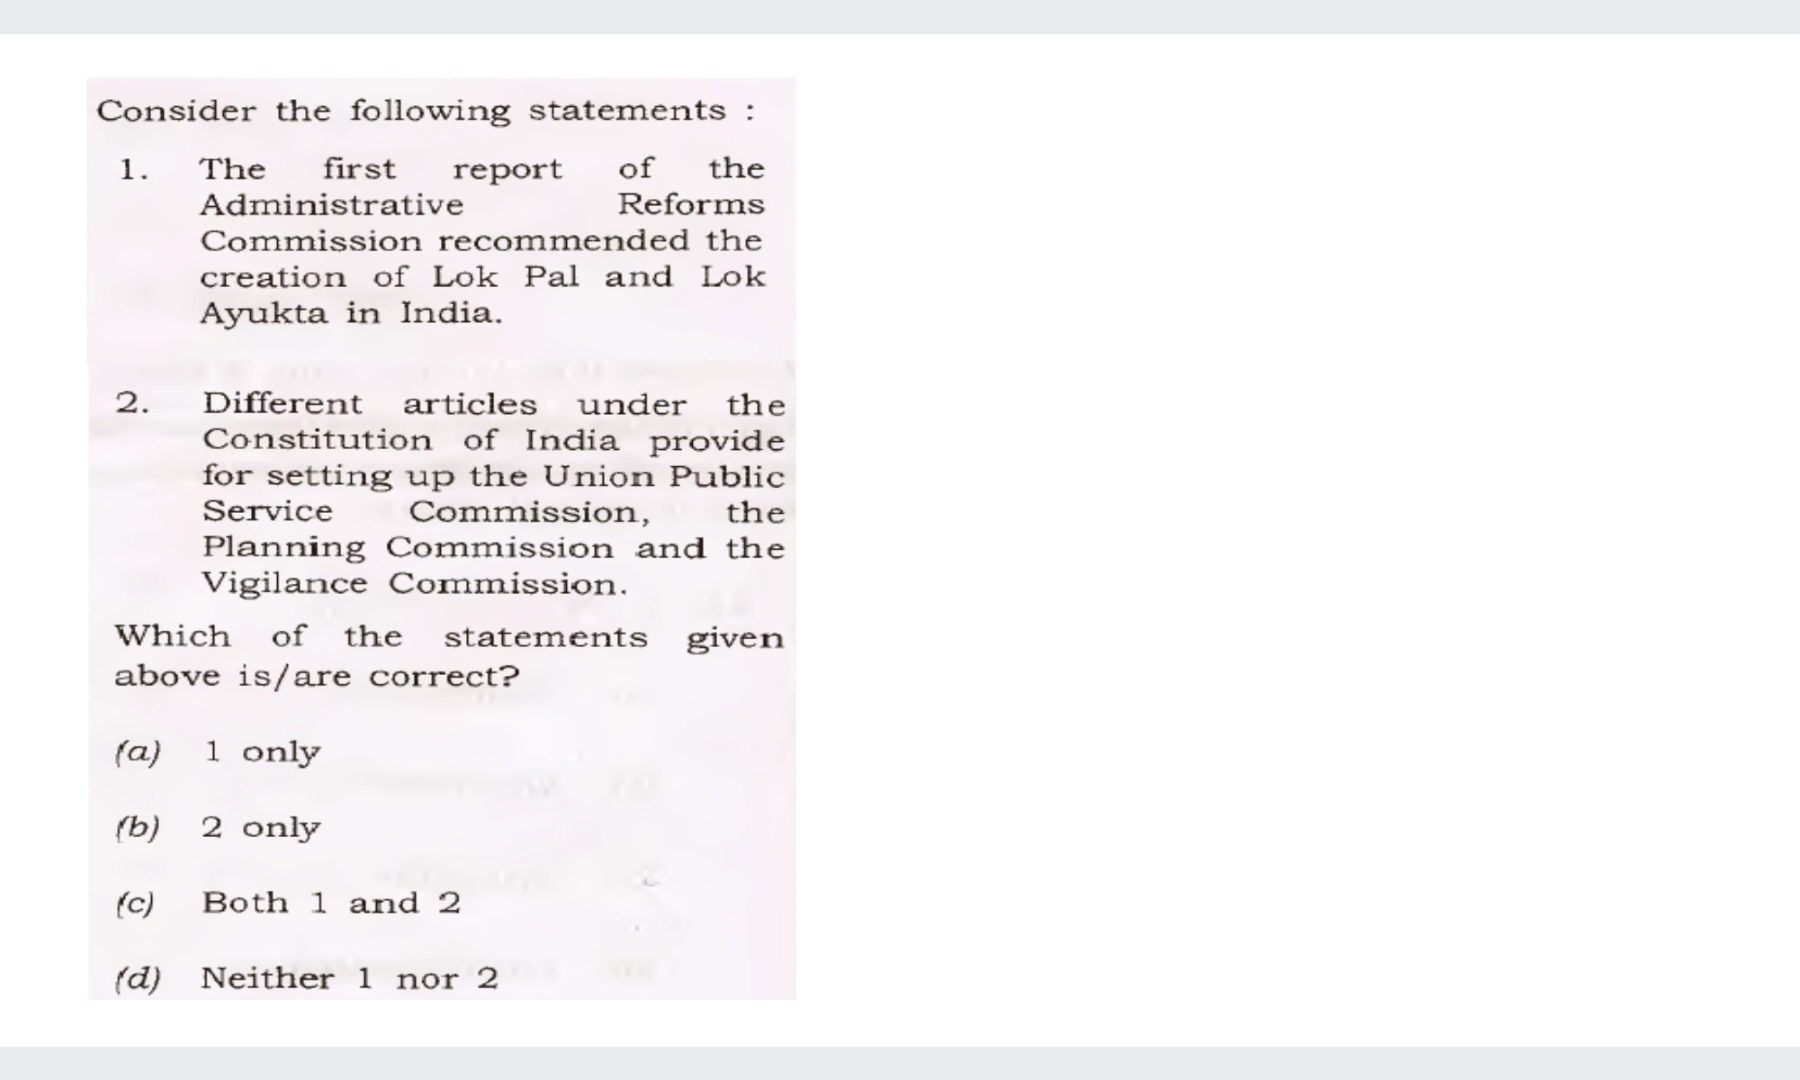 Consider the following statements :
1. The first report of the
Administrative Reforms
Commission recommended the
creation of Lok Pal and Lok
Ayukta in India.
2. Different articles under the
Constitution of India provide
for setting up the Union Public
Service Commission, the
Planning Commission and the
Vigilance Commission.
Which of the statements given
above is/are correct?
(a) 1 only
(b) 2 only
(c) Both 1 and 2
(d) Neither 1 nor 2